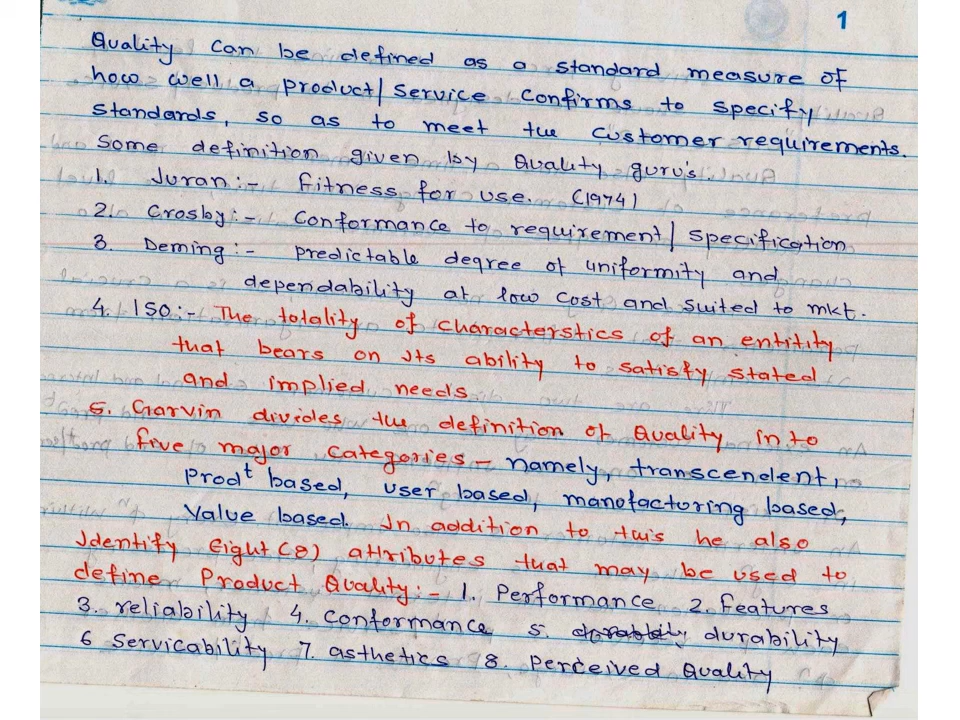 1
Quality can be defined as a standard measure of
how well a product/service confirms to specify
standards, so as to meet the customer requirements.
Some definition given by Quality guru's.
1. Juran :- fitness for use. (1974)
2. Crosby :- Conformance to requirement/specification
3. Deming :- predictable degree of uniformity and
dependability at low cost and suited to mkt.
4. ISO :- The totality of characterstics of an entitity
that bears on its ability to satisfy stated
and implied needs.
5. Garvin divides the definition of Quality in to
five major categories - namely, transcendent,
prodt based, user based, manofacturing based,
value based. In addition to this he also
Identify Eight (8) attributes that may be used to
define Product Quality :- 1. Performance 2. features
3. reliability 4. conformance 5. durability
6 Servicability 7. asthetics 8. perceived Quality